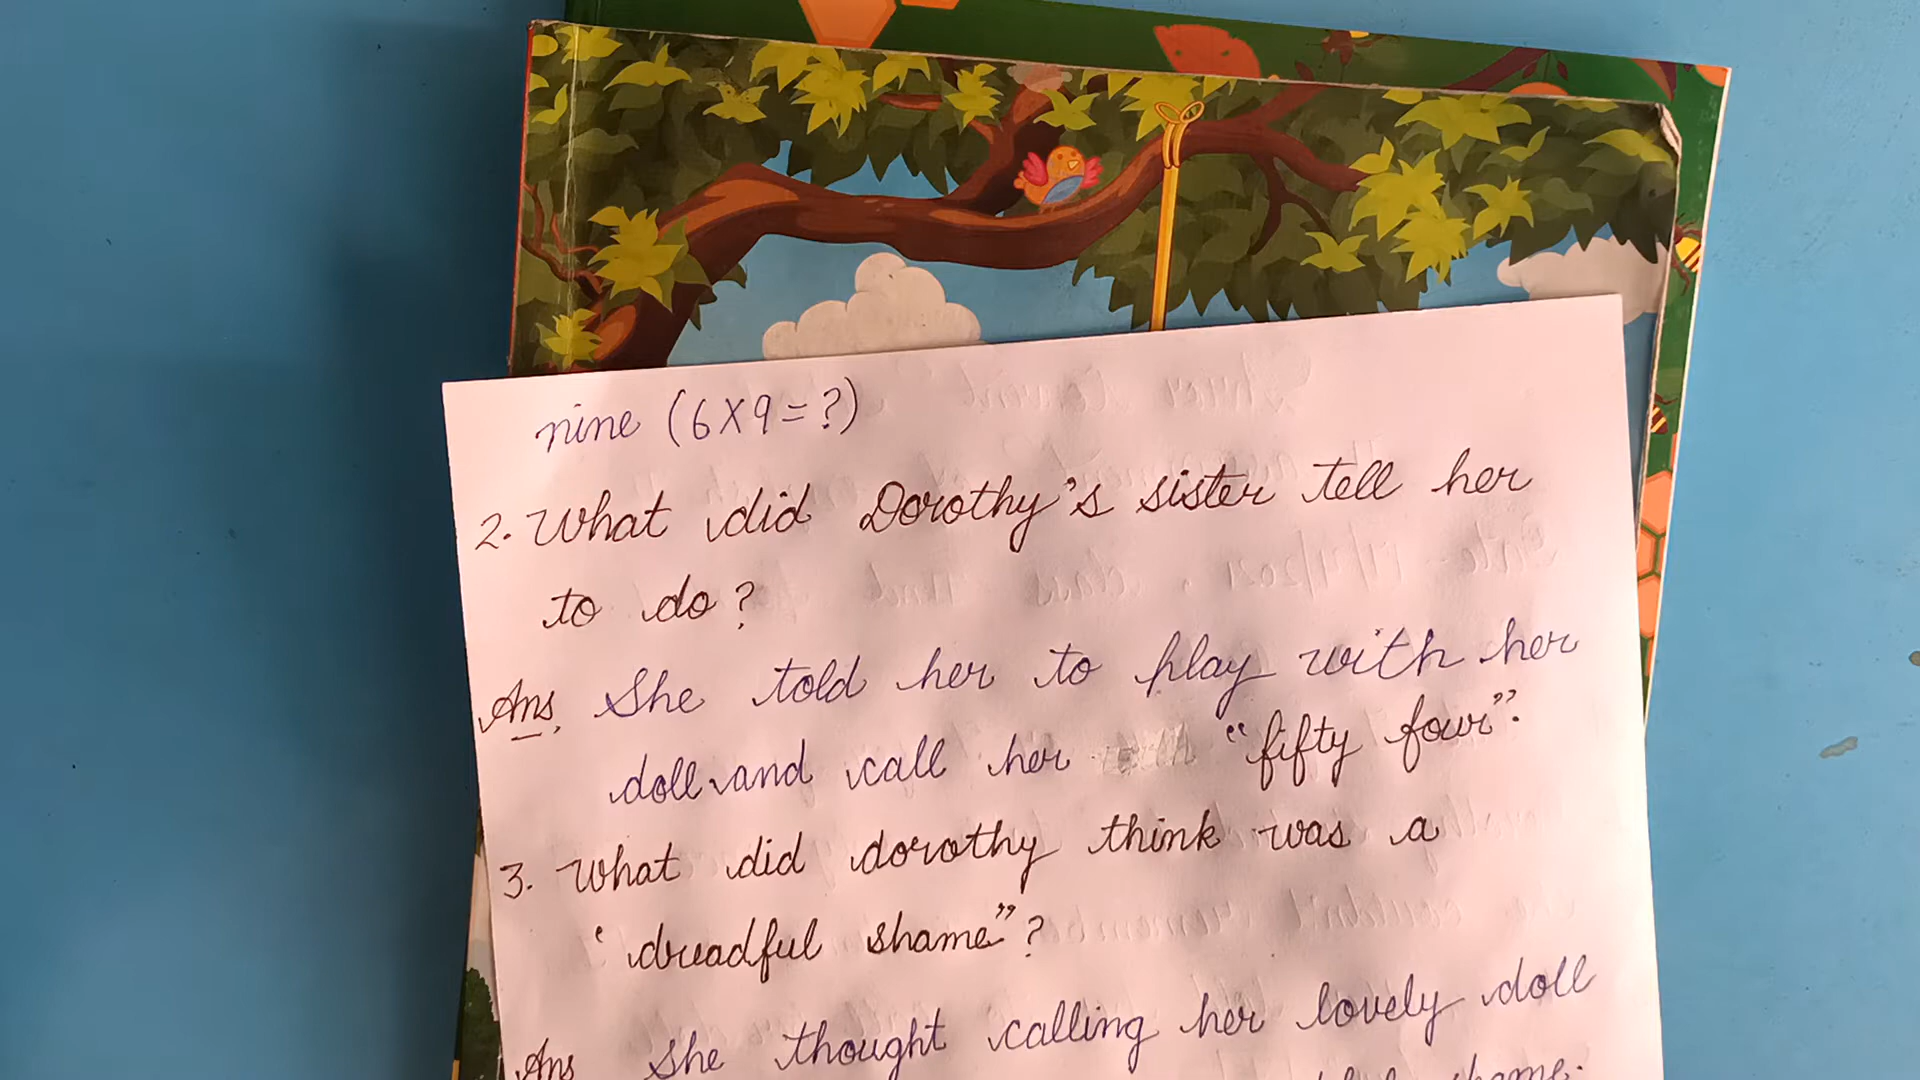 nine (6X9=?)
2. What did Dorothy's sister tell her
to do?
Ans. She told her to play with her
doll and call her "fifty four".
3. What did dorothy think was a
'dreadful shame"?
Ans She thought calling her lovely doll
shame.